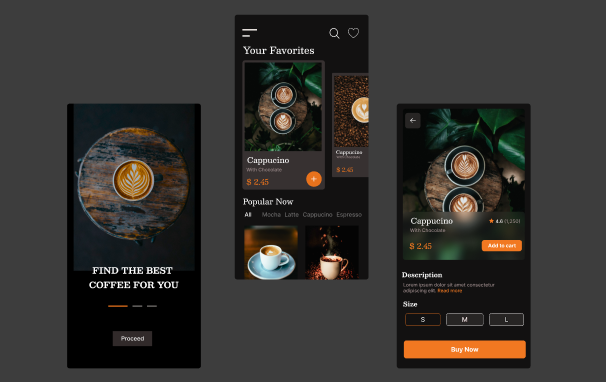 FIND THE BEST
COFFEE FOR YOU
Proceed
Your Favorites
Cappucino
With Chocolate
$ 2.45
Cappucino
With Chocolate
$ 2.45
Popular Now
All Mocha Latte Cappucino Espresso
Cappucino
With Chocolate
4.6 (1,250)
$ 2.45
Add to cart
Description
Lorem ipsum dolor sit amet consectetur
adipiscing elit. Read more
Size
S M L
Buy Now